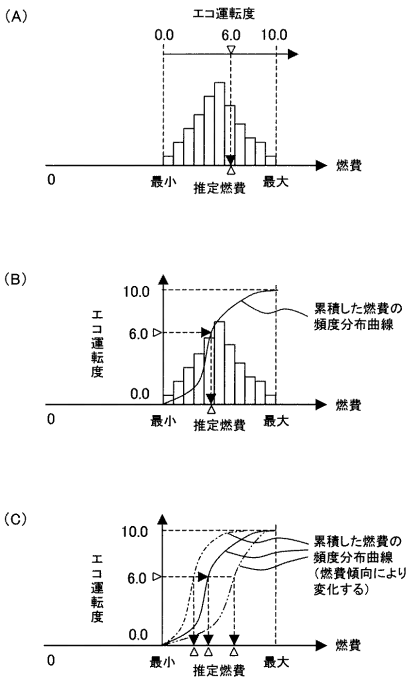 (A)
エコ運転度
0.0 6.0 10.0
0 最小 推定燃費 最大 燃費
(B)
エコ運転度
10.0
6.0
0.0
累積した燃費の
頻度分布曲線
0 最小 推定燃費 最大 燃費
(C)
エコ運転度
10.0
6.0
0.0
累積した燃費の
頻度分布曲線
(燃費傾向により
変化する)
0 最小 推定燃費 最大 燃費